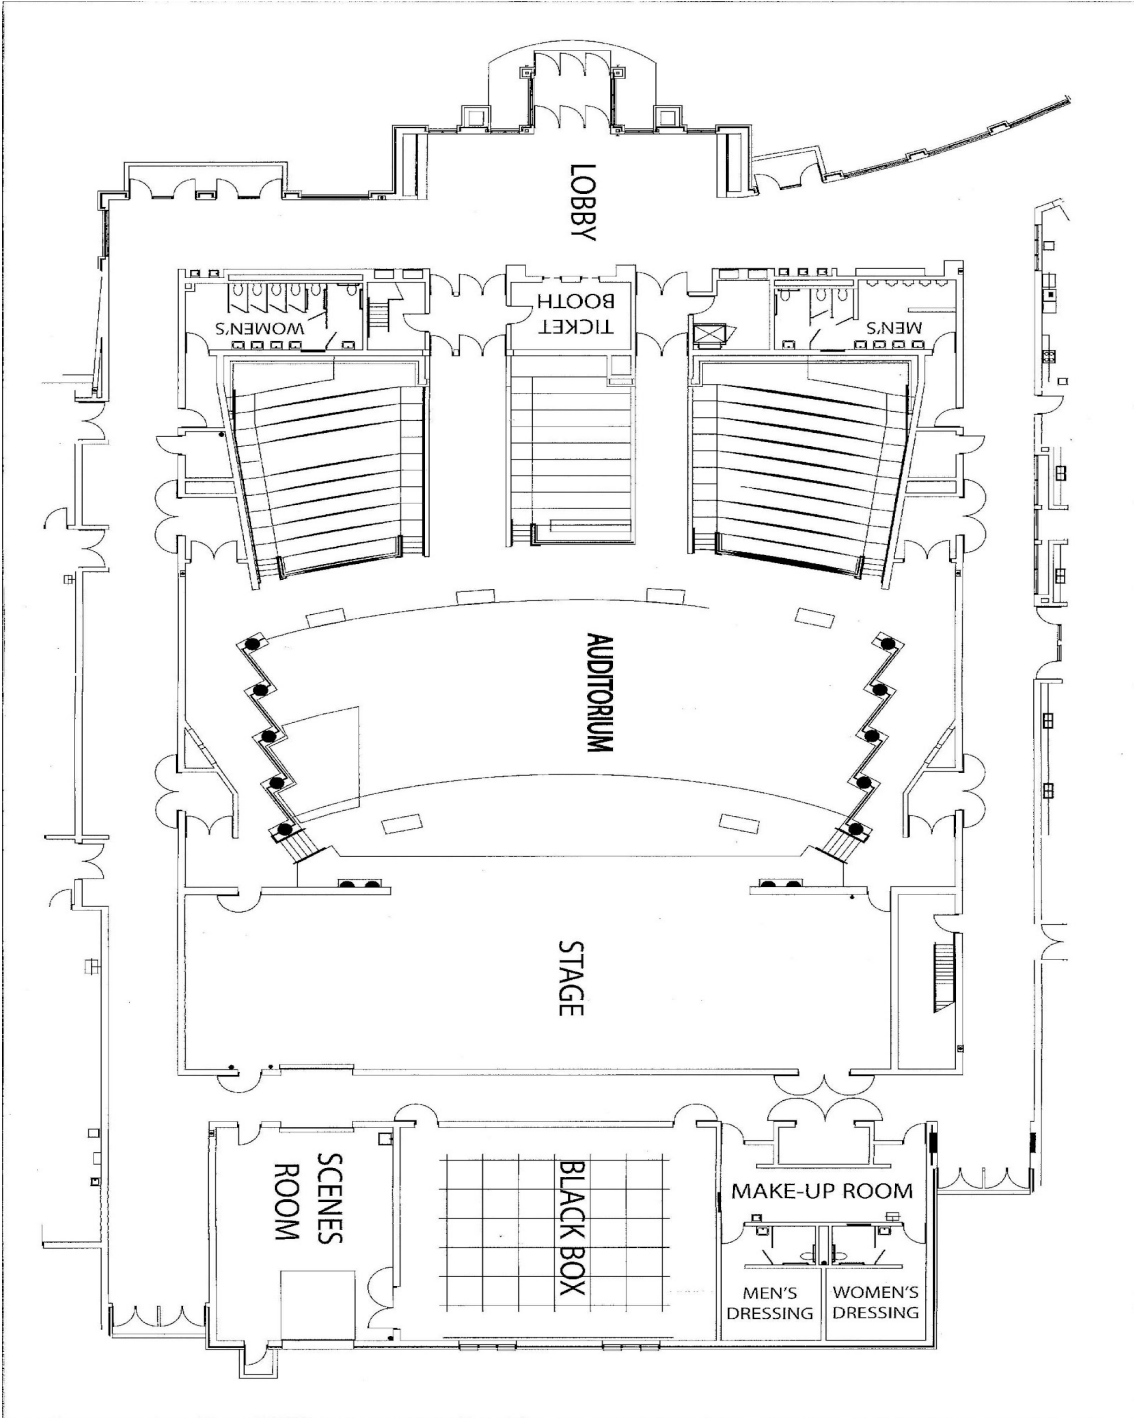 LOBBY
WOMEN'S
TICKET
BOOTH
MEN'S
AUDITORIUM
STAGE
SCENES
ROOM
BLACK BOX
MAKE-UP ROOM
MEN'S
DRESSING
WOMEN'S
DRESSING